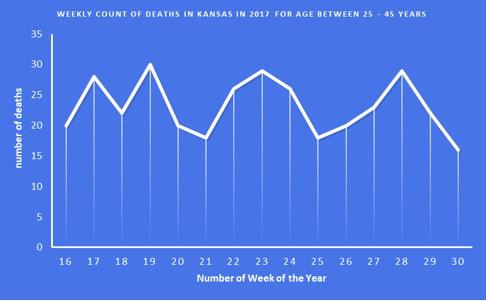 WEEKLY COUNT OF DEATHS IN KANSAS IN 2017 FOR AGE BETWEEN 25 - 45 YEARS
35
30
25
20
15
10
5
0
number of deaths
16 17 18 19 20 21 22 23 24 25 26 27 28 29 30
Number of Week of the Year